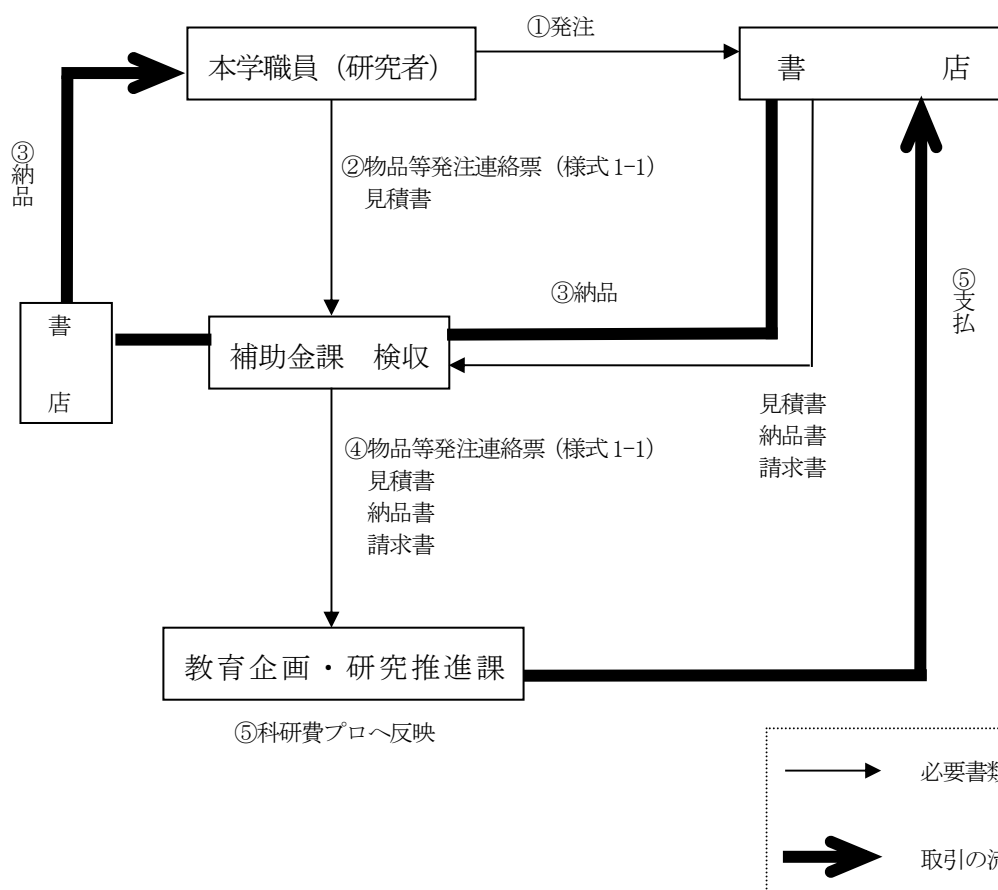 ①発注
本学職員（研究者）
書 店
③納品
②物品等発注連絡票（様式1-1）
見積書
③納品
⑤支払
書
店
補助金課 検収
見積書
納品書
請求書
④物品等発注連絡票（様式1-1）
見積書
納品書
請求書
教育企画・研究推進課
⑤科研費プロへ反映
必要書
取引の